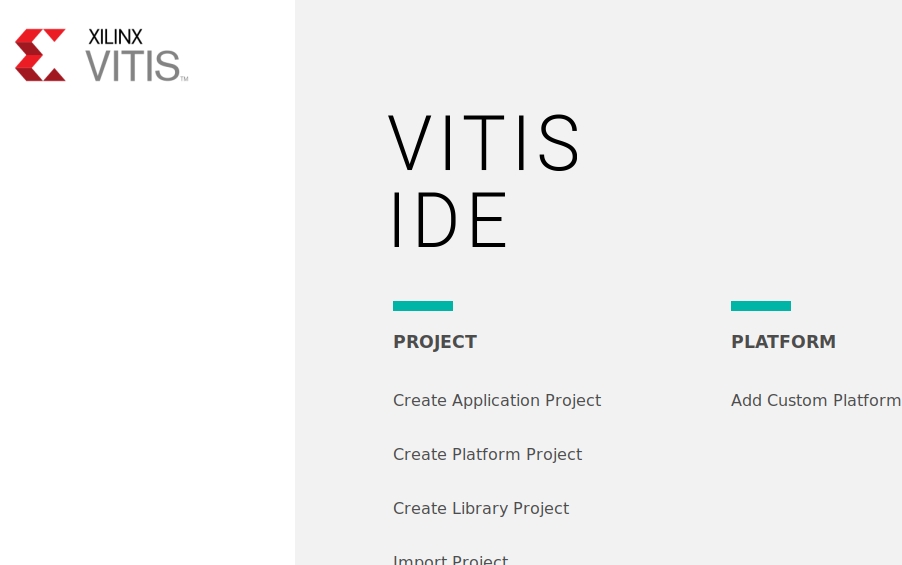 XILINX
VITIS™
VITIS
IDE
PROJECT
Create Application Project
Create Platform Project
Create Library Project
Import Project
PLATFORM
Add Custom Platform